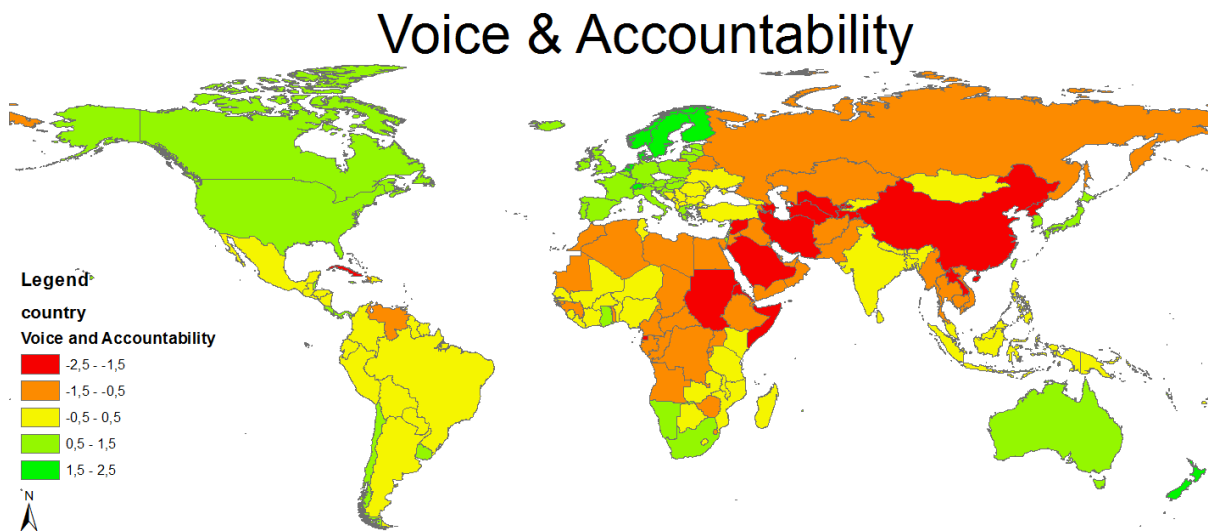 Voice & Accountability
Legend
country
Voice and Accountability
-2,5 - -1,5
-1,5 - -0,5
-0,5 - 0,5
0,5 - 1,5
1,5 - 2,5
N